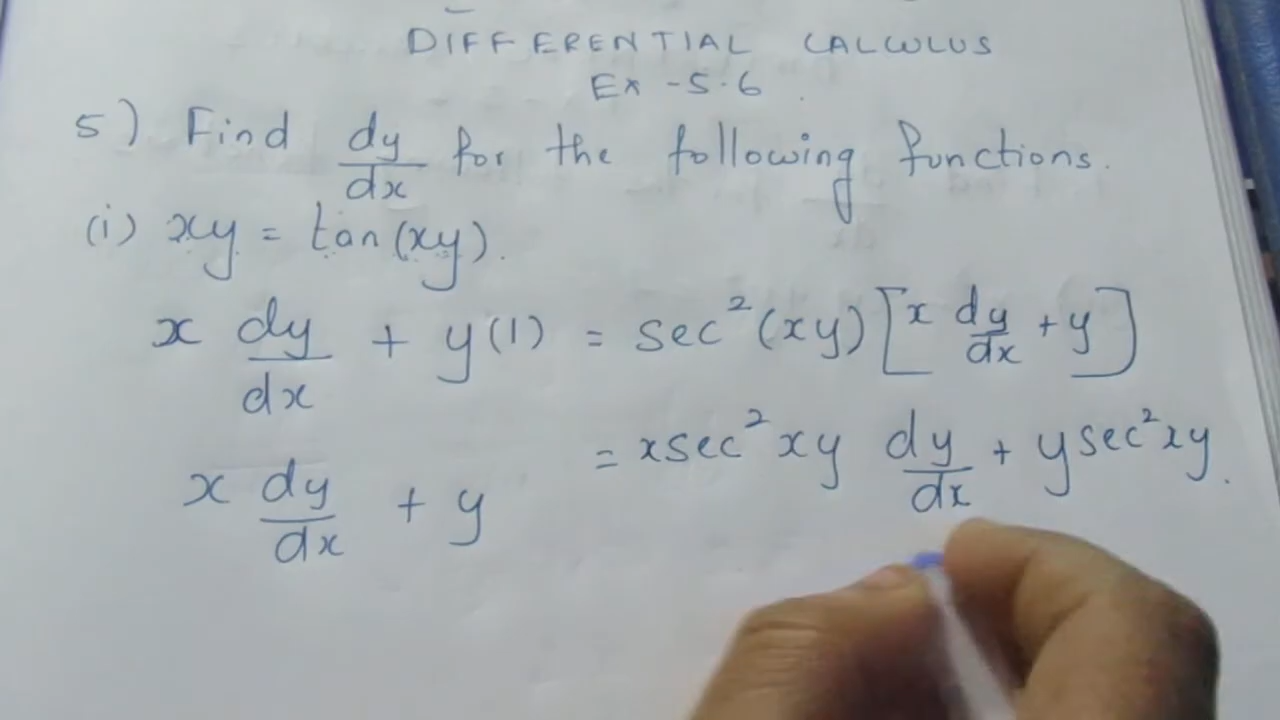 DIFFERENTIAL CALCULUS
EX-5.6
5) Find dy/dx for the following functions.
(i) xy = tan(xy).
x dy/dx + y(1) = sec²(xy) [x dy/dx + y]
= x sec² xy dy/dx + y sec² xy.
x dy/dx + y